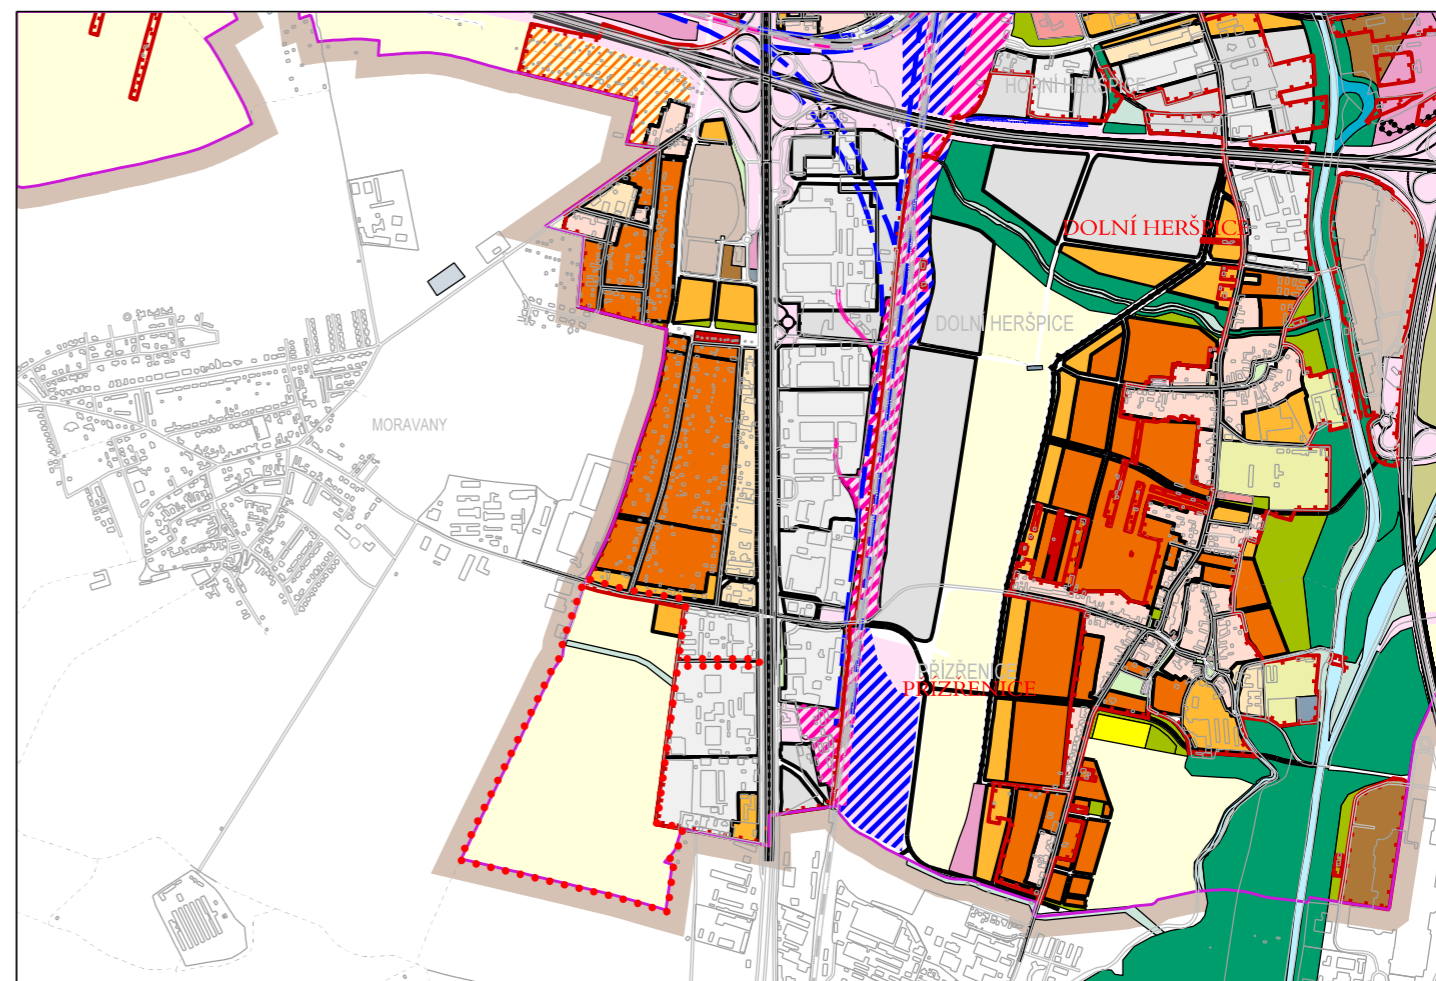 HORNÍ HERŠPICE
DOLNÍ HERŠPICE
DOLNÍ HERŠPICE
MORAVANY
PŘÍZŘENICE
PŘÍZŘENICE